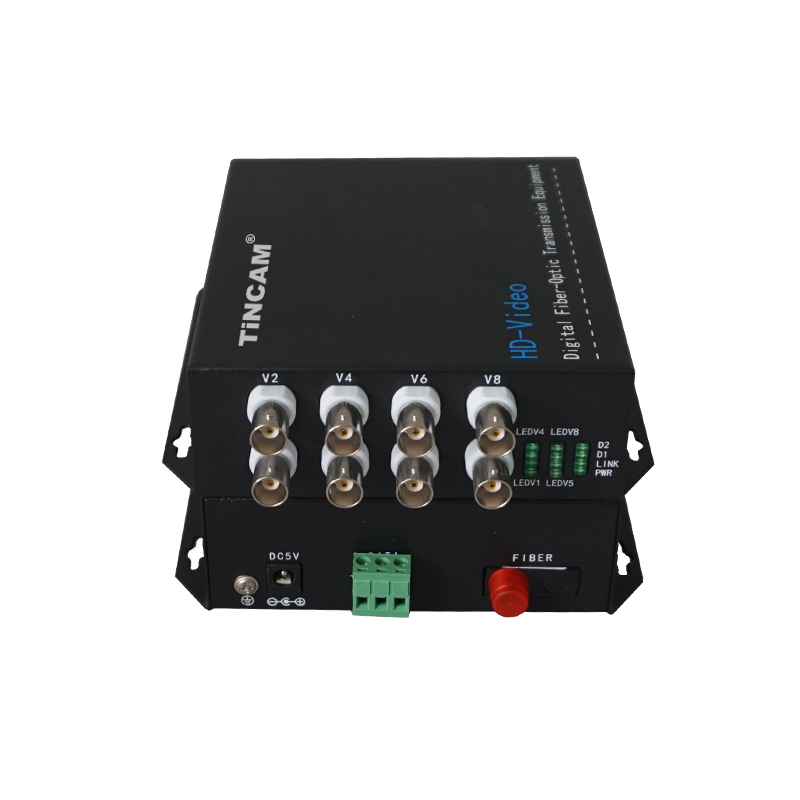 TiNCAM®
HD-Video
Digital Fiber-Optic Transmission Equipment
V2 V4 V6 V8
LEDV4 LEDV8
D2
D1
LINK
PWR
LEDV1 LEDV5
DC5V
FIBER